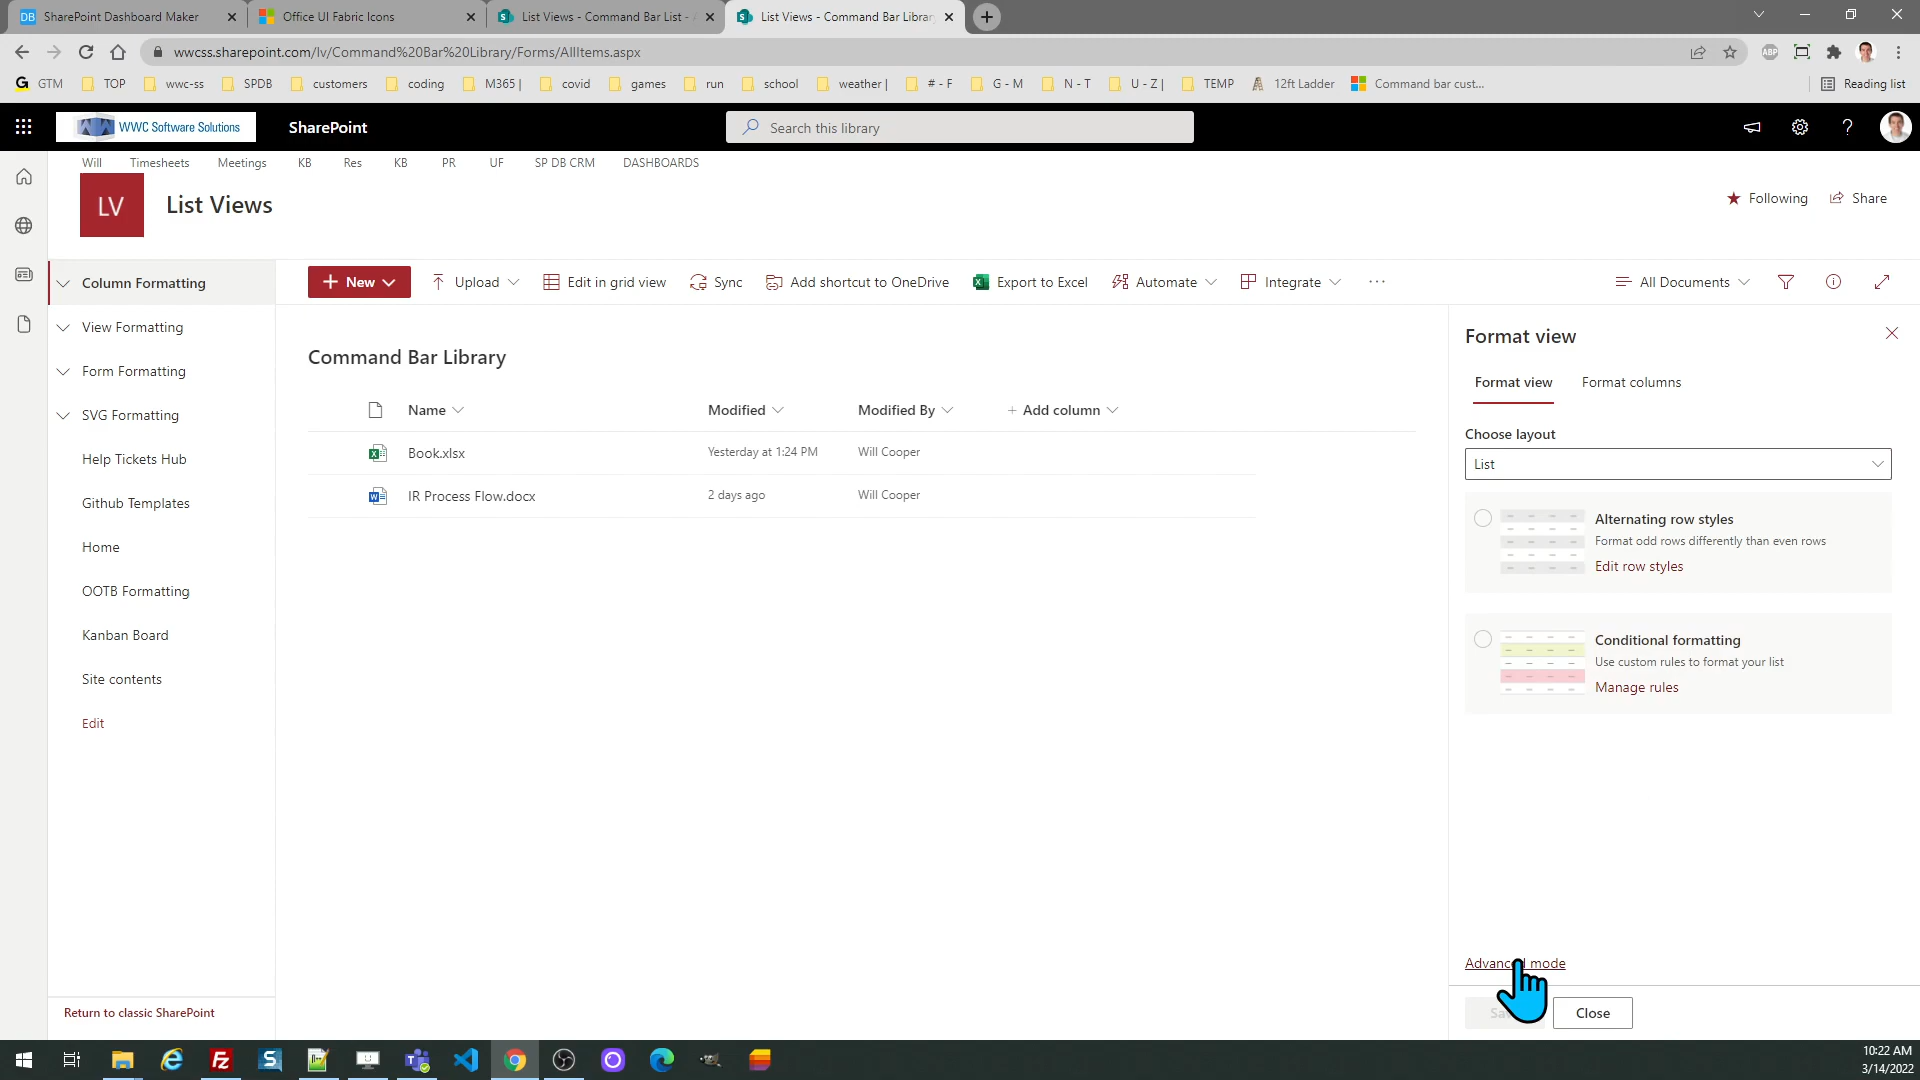 DB SharePoint Dashboard Maker
Office UI Fabric Icons
List Views - Command Bar List -
List Views - Command Bar Library
wwcss.sharepoint.com/lv/Command%20Bar%20Library/Forms/AllItems.aspx
ABP
GTM
TOP
wwc-ss
SPDB
customers
coding
M365 |
covid
games
run
school
weather |
# - F
G - M
N - T
U - Z |
TEMP
12ft Ladder
Command bar cust...
Reading list
WWC Software Solutions
SharePoint
Search this library
Will
Timesheets
Meetings
KB
Res
KB
PR
UF
SP DB CRM
DASHBOARDS
LV
List Views
Following
Share
Column Formatting
View Formatting
Form Formatting
SVG Formatting
Help Tickets Hub
Github Templates
Home
OOTB Formatting
Kanban Board
Site contents
Edit
Return to classic SharePoint
New
Upload
Edit in grid view
Sync
Add shortcut to OneDrive
Export to Excel
Automate
Integrate
All Documents
Command Bar Library
Name
Modified
Modified By
+ Add column
Book.xlsx
Yesterday at 1:24 PM
Will Cooper
IR Process Flow.docx
2 days ago
Will Cooper
Format view
Format view
Format columns
Choose layout
List
Alternating row styles
Format odd rows differently than even rows
Edit row styles
Conditional formatting
Use custom rules to format your list
Manage rules
Advanced mode
Close
10:22 AM
3/14/2022